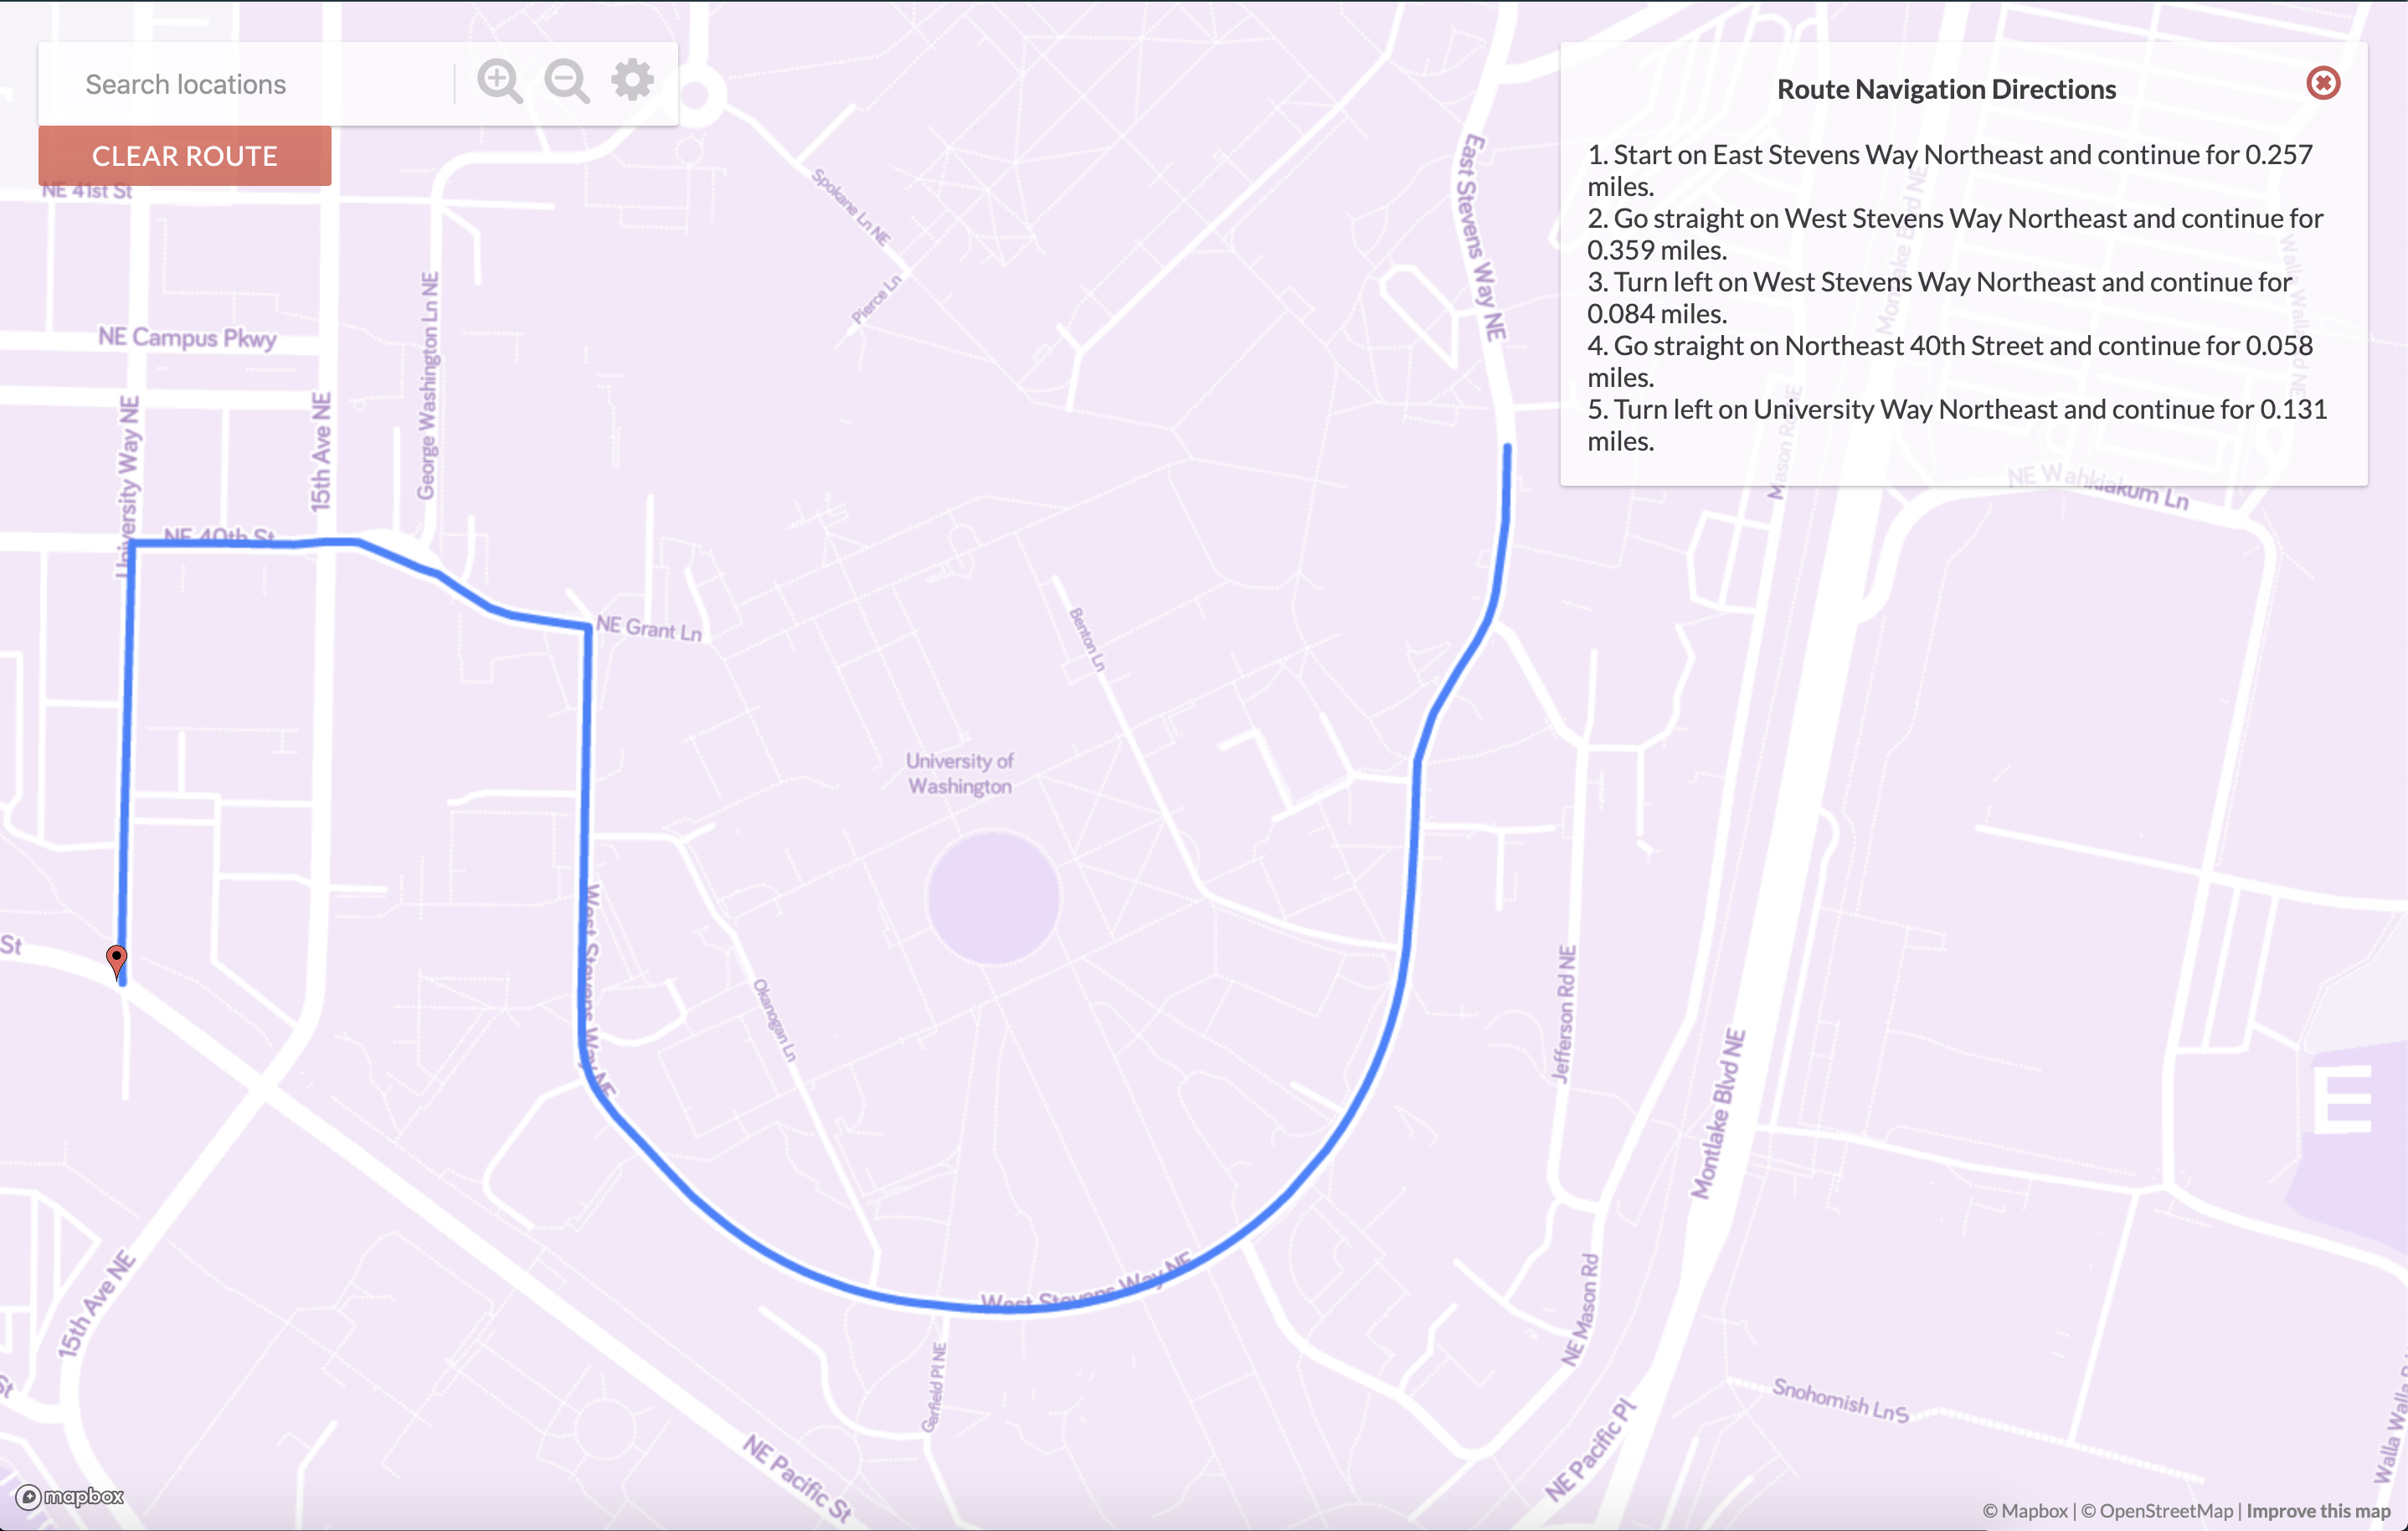 Search locations
CLEAR ROUTE
Route Navigation Directions
1. Start on East Stevens Way Northeast and continue for 0.257
miles.
2. Go straight on West Stevens Way Northeast and continue for
0.359 miles.
3. Turn left on West Stevens Way Northeast and continue for
0.084 miles.
4. Go straight on Northeast 40th Street and continue for 0.058
miles.
5. Turn left on University Way Northeast and continue for 0.131
miles.
NE 41st St
Spokane Ln NE
East Stevens Way NE
Pierce Ln
NE Campus Pkwy
George Washington Ln NE
University Way NE
15th Ave NE
NE 40th St
NE Wahkiakum Ln
NE Grant Ln
Benton Ln
University of
Washington
West Stevens Way NE
St
Okanogan Ln
Jefferson Rd NE
Montlake Blvd NE
E
West Stevens Way NE
15th Ave NE
Garfield Pl NE
NE Mason Rd
St
NE Pacific St
NE Pacific Pl
Snohomish Ln S
mapbox
© Mapbox | © OpenStreetMap | Improve this map